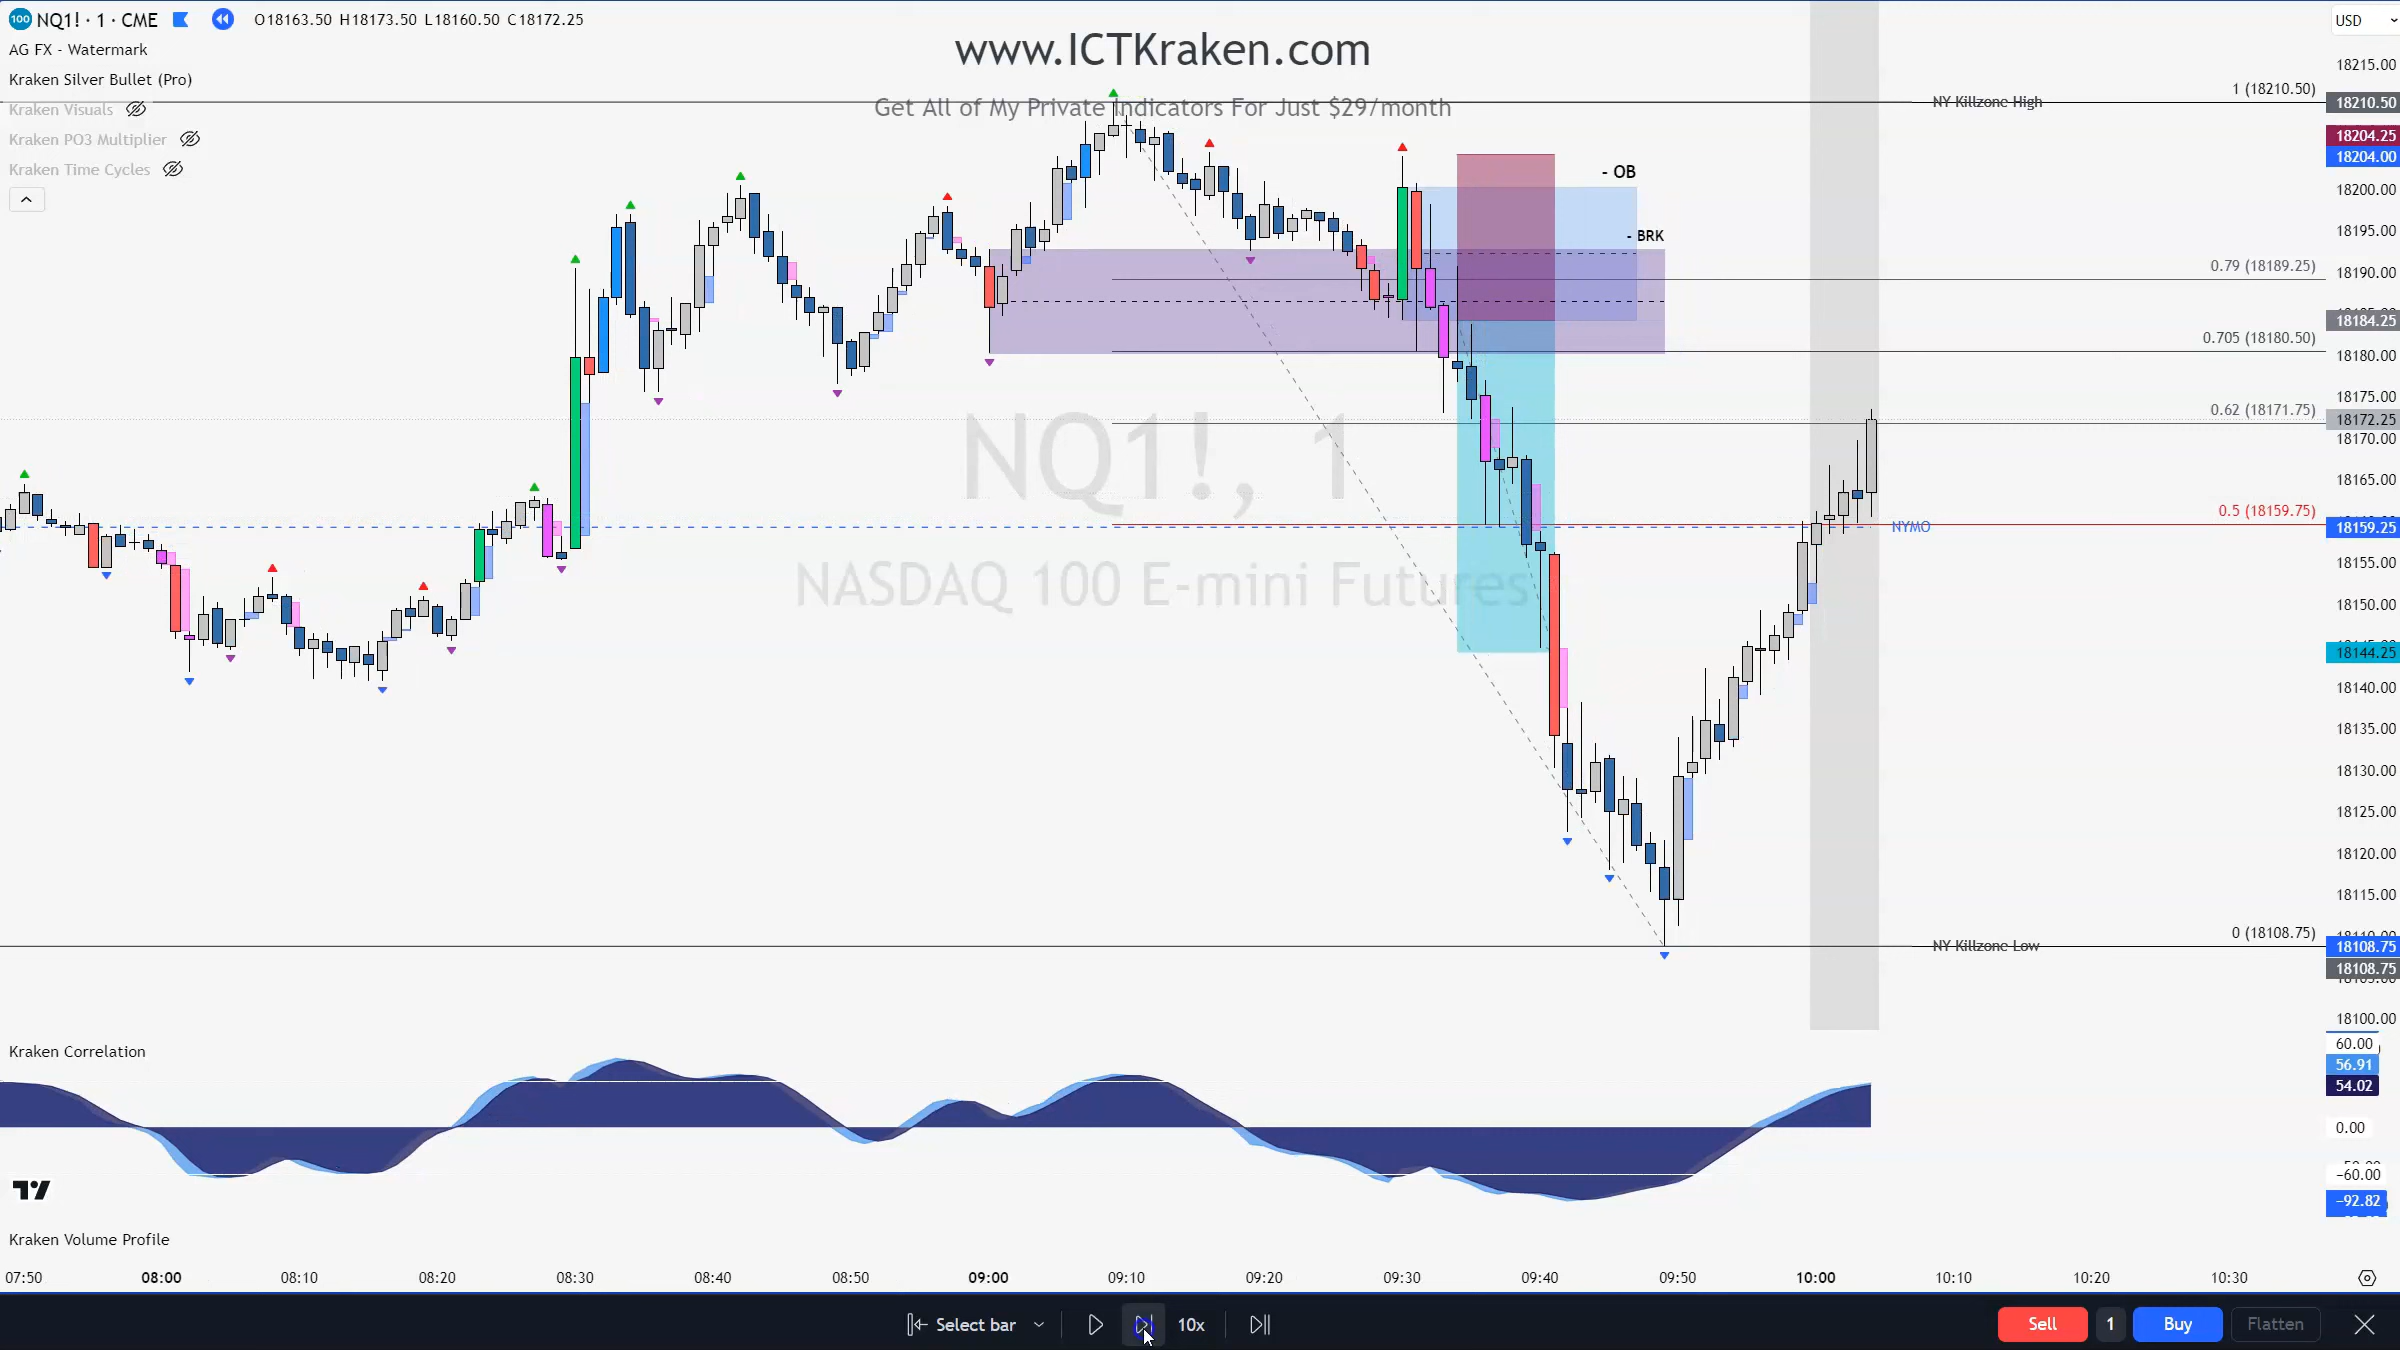 NQ1! · 1 · CME O18163.50 H18173.50 L18160.50 C18172.25
AG FX - Watermark
Kraken Silver Bullet (Pro)
Kraken Visuals
Kraken PO3 Multiplier
Kraken Time Cycles
www.ICTKraken.com
Get All of My Private Indicators For Just $29/month
NQ1!, 1
NASDAQ 100 E-mini Futures
- OB
- BRK
NYMO
NY Killzone High
NY Killzone Low
1 (18210.50)
0.79 (18189.25)
0.705 (18180.50)
0.62 (18171.75)
0.5 (18159.75)
0 (18108.75)
USD
18215.00
18210.50
18204.25
18204.00
18200.00
18195.00
18190.00
18184.25
18180.00
18175.00
18172.25
18170.00
18165.00
18159.25
18155.00
18150.00
18144.25
18140.00
18135.00
18130.00
18125.00
18120.00
18115.00
18108.75
18108.75
18100.00
Kraken Correlation
60.00
56.91
54.02
0.00
−60.00
−92.82
Kraken Volume Profile
07:50 08:00 08:10 08:20 08:30 08:40 08:50 09:00 09:10 09:20 09:30 09:40 09:50 10:00 10:10 10:20 10:30
Select bar 10x Sell 1 Buy Flatten